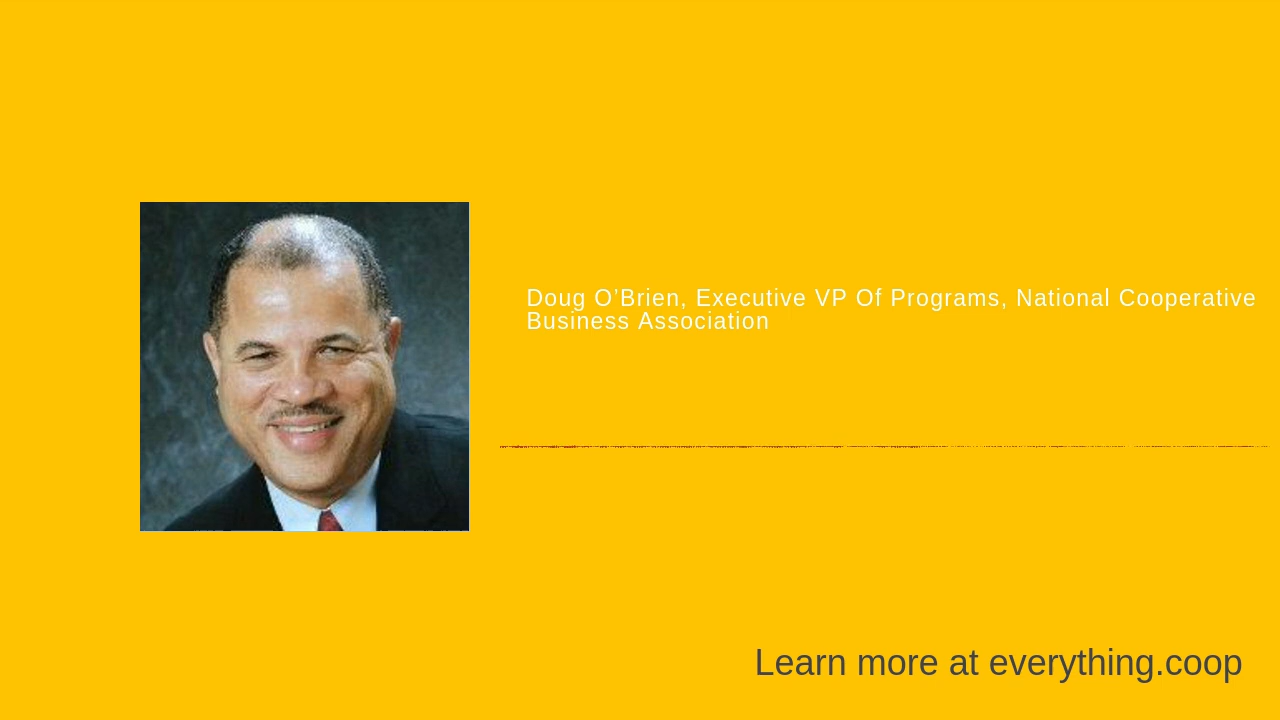 Doug O’Brien, Executive VP Of Programs, National Cooperative
Business Association
Learn more at everything.coop